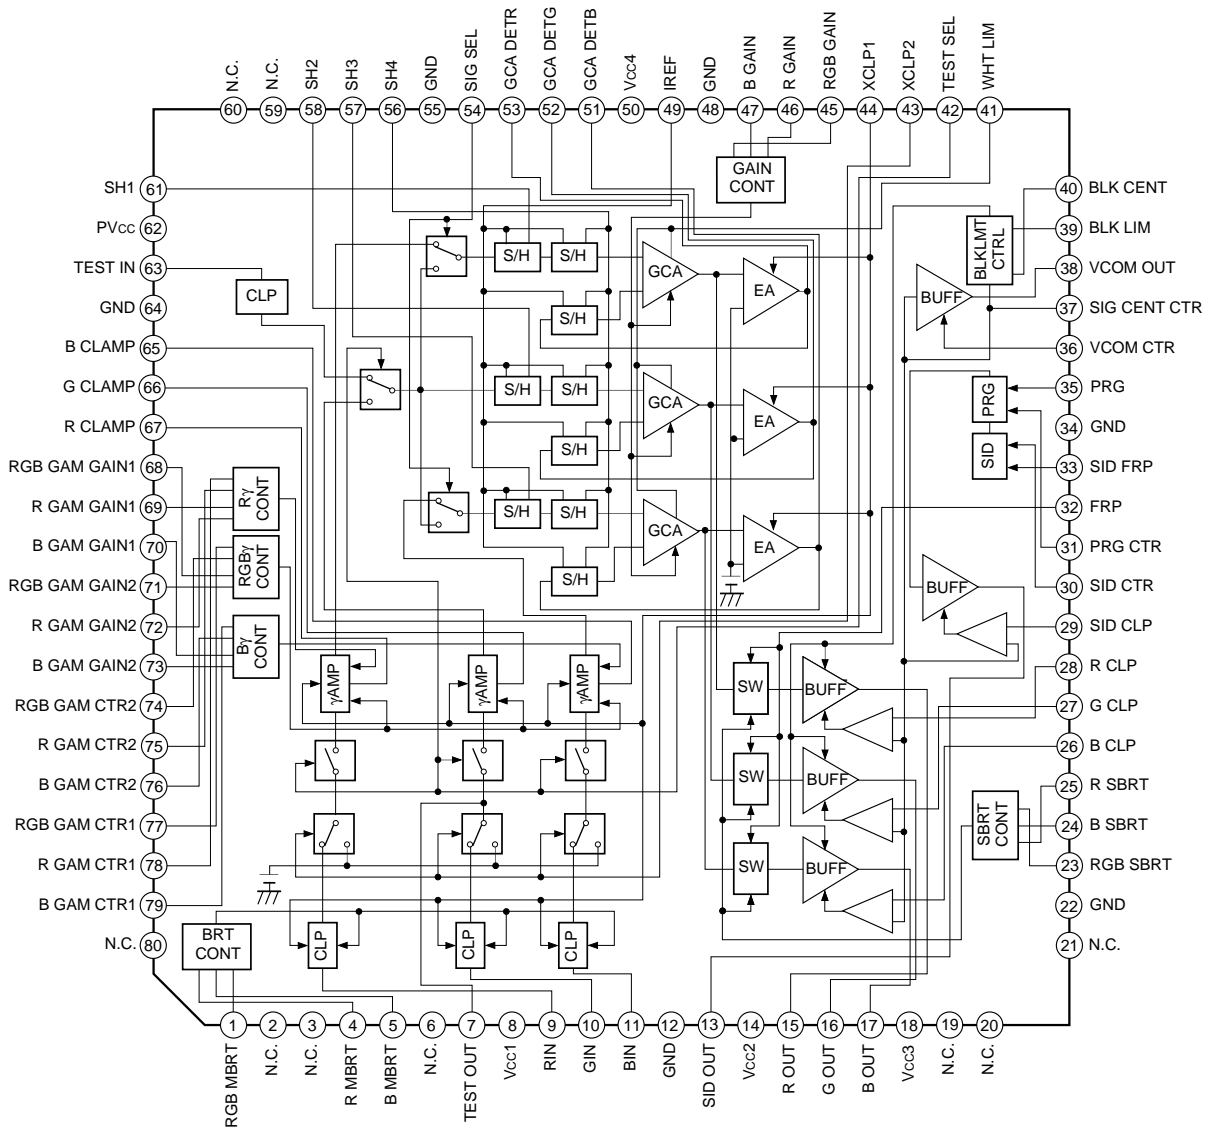 N.C.
N.C.
SH2
SH3
SH4
GND
SIG SEL
GCA DETR
GCA DETG
GCA DETB
Vcc4
IREF
GND
B GAIN
R GAIN
RGB GAIN
XCLP1
XCLP2
TEST SEL
WHT LIM
60
59
58
57
56
55
54
53
52
51
50
49
48
47
46
45
44
43
42
41
SH1
61
PVcc
62
TEST IN
63
GND
64
B CLAMP
65
G CLAMP
66
R CLAMP
67
RGB GAM GAIN1
68
R GAM GAIN1
69
B GAM GAIN1
70
RGB GAM GAIN2
71
R GAM GAIN2
72
B GAM GAIN2
73
RGB GAM CTR2
74
R GAM CTR2
75
B GAM CTR2
76
RGB GAM CTR1
77
R GAM CTR1
78
B GAM CTR1
79
N.C.
80
GAIN
CONT
CLP
S/H
S/H
S/H
GCA
EA
S/H
S/H
S/H
GCA
EA
S/H
S/H
S/H
GCA
EA
BLKLMT
CTRL
BUFF
PRG
SID
BUFF
Rγ
CONT
RGBγ
CONT
Bγ
CONT
γAMP
γAMP
γAMP
SW
BUFF
SW
BUFF
SW
BUFF
SBRT
CONT
BRT
CONT
CLP
CLP
CLP
40
BLK CENT
39
BLK LIM
38
VCOM OUT
37
SIG CENT CTR
36
VCOM CTR
35
PRG
34
GND
33
SID FRP
32
FRP
31
PRG CTR
30
SID CTR
29
SID CLP
28
R CLP
27
G CLP
26
B CLP
25
R SBRT
24
B SBRT
23
RGB SBRT
22
GND
21
N.C.
1
2
3
4
5
6
7
8
9
10
11
12
13
14
15
16
17
18
19
20
RGB MBRT
N.C.
N.C.
R MBRT
B MBRT
N.C.
TEST OUT
Vcc1
RIN
GIN
BIN
GND
SID OUT
Vcc2
R OUT
G OUT
B OUT
Vcc3
N.C.
N.C.